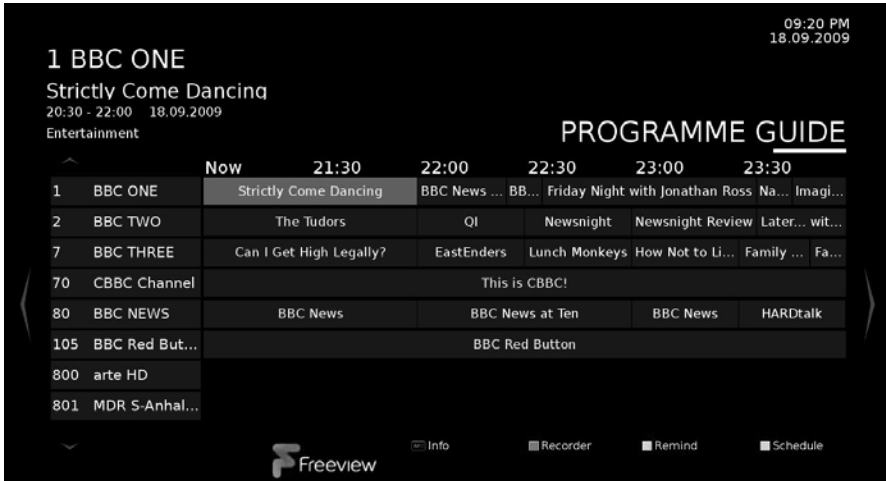 09:20 PM
18.09.2009
1 BBC ONE
Strictly Come Dancing
20:30 - 22:00 18.09.2009
Entertainment
PROGRAMME GUIDE
Now 21:30 22:00 22:30 23:00 23:30
1 BBC ONE Strictly Come Dancing BBC News ... BB... Friday Night with Jonathan Ross Na... Imagi...
2 BBC TWO The Tudors QI Newsnight Newsnight Review Later... wit...
7 BBC THREE Can I Get High Legally? EastEnders Lunch Monkeys How Not to Li... Family ... Fa...
70 CBBC Channel This is CBBC!
80 BBC NEWS BBC News BBC News at Ten BBC News HARDtalk
105 BBC Red But... BBC Red Button
800 arte HD
801 MDR S-Anhal...
Info Recorder Remind Schedule
Freeview